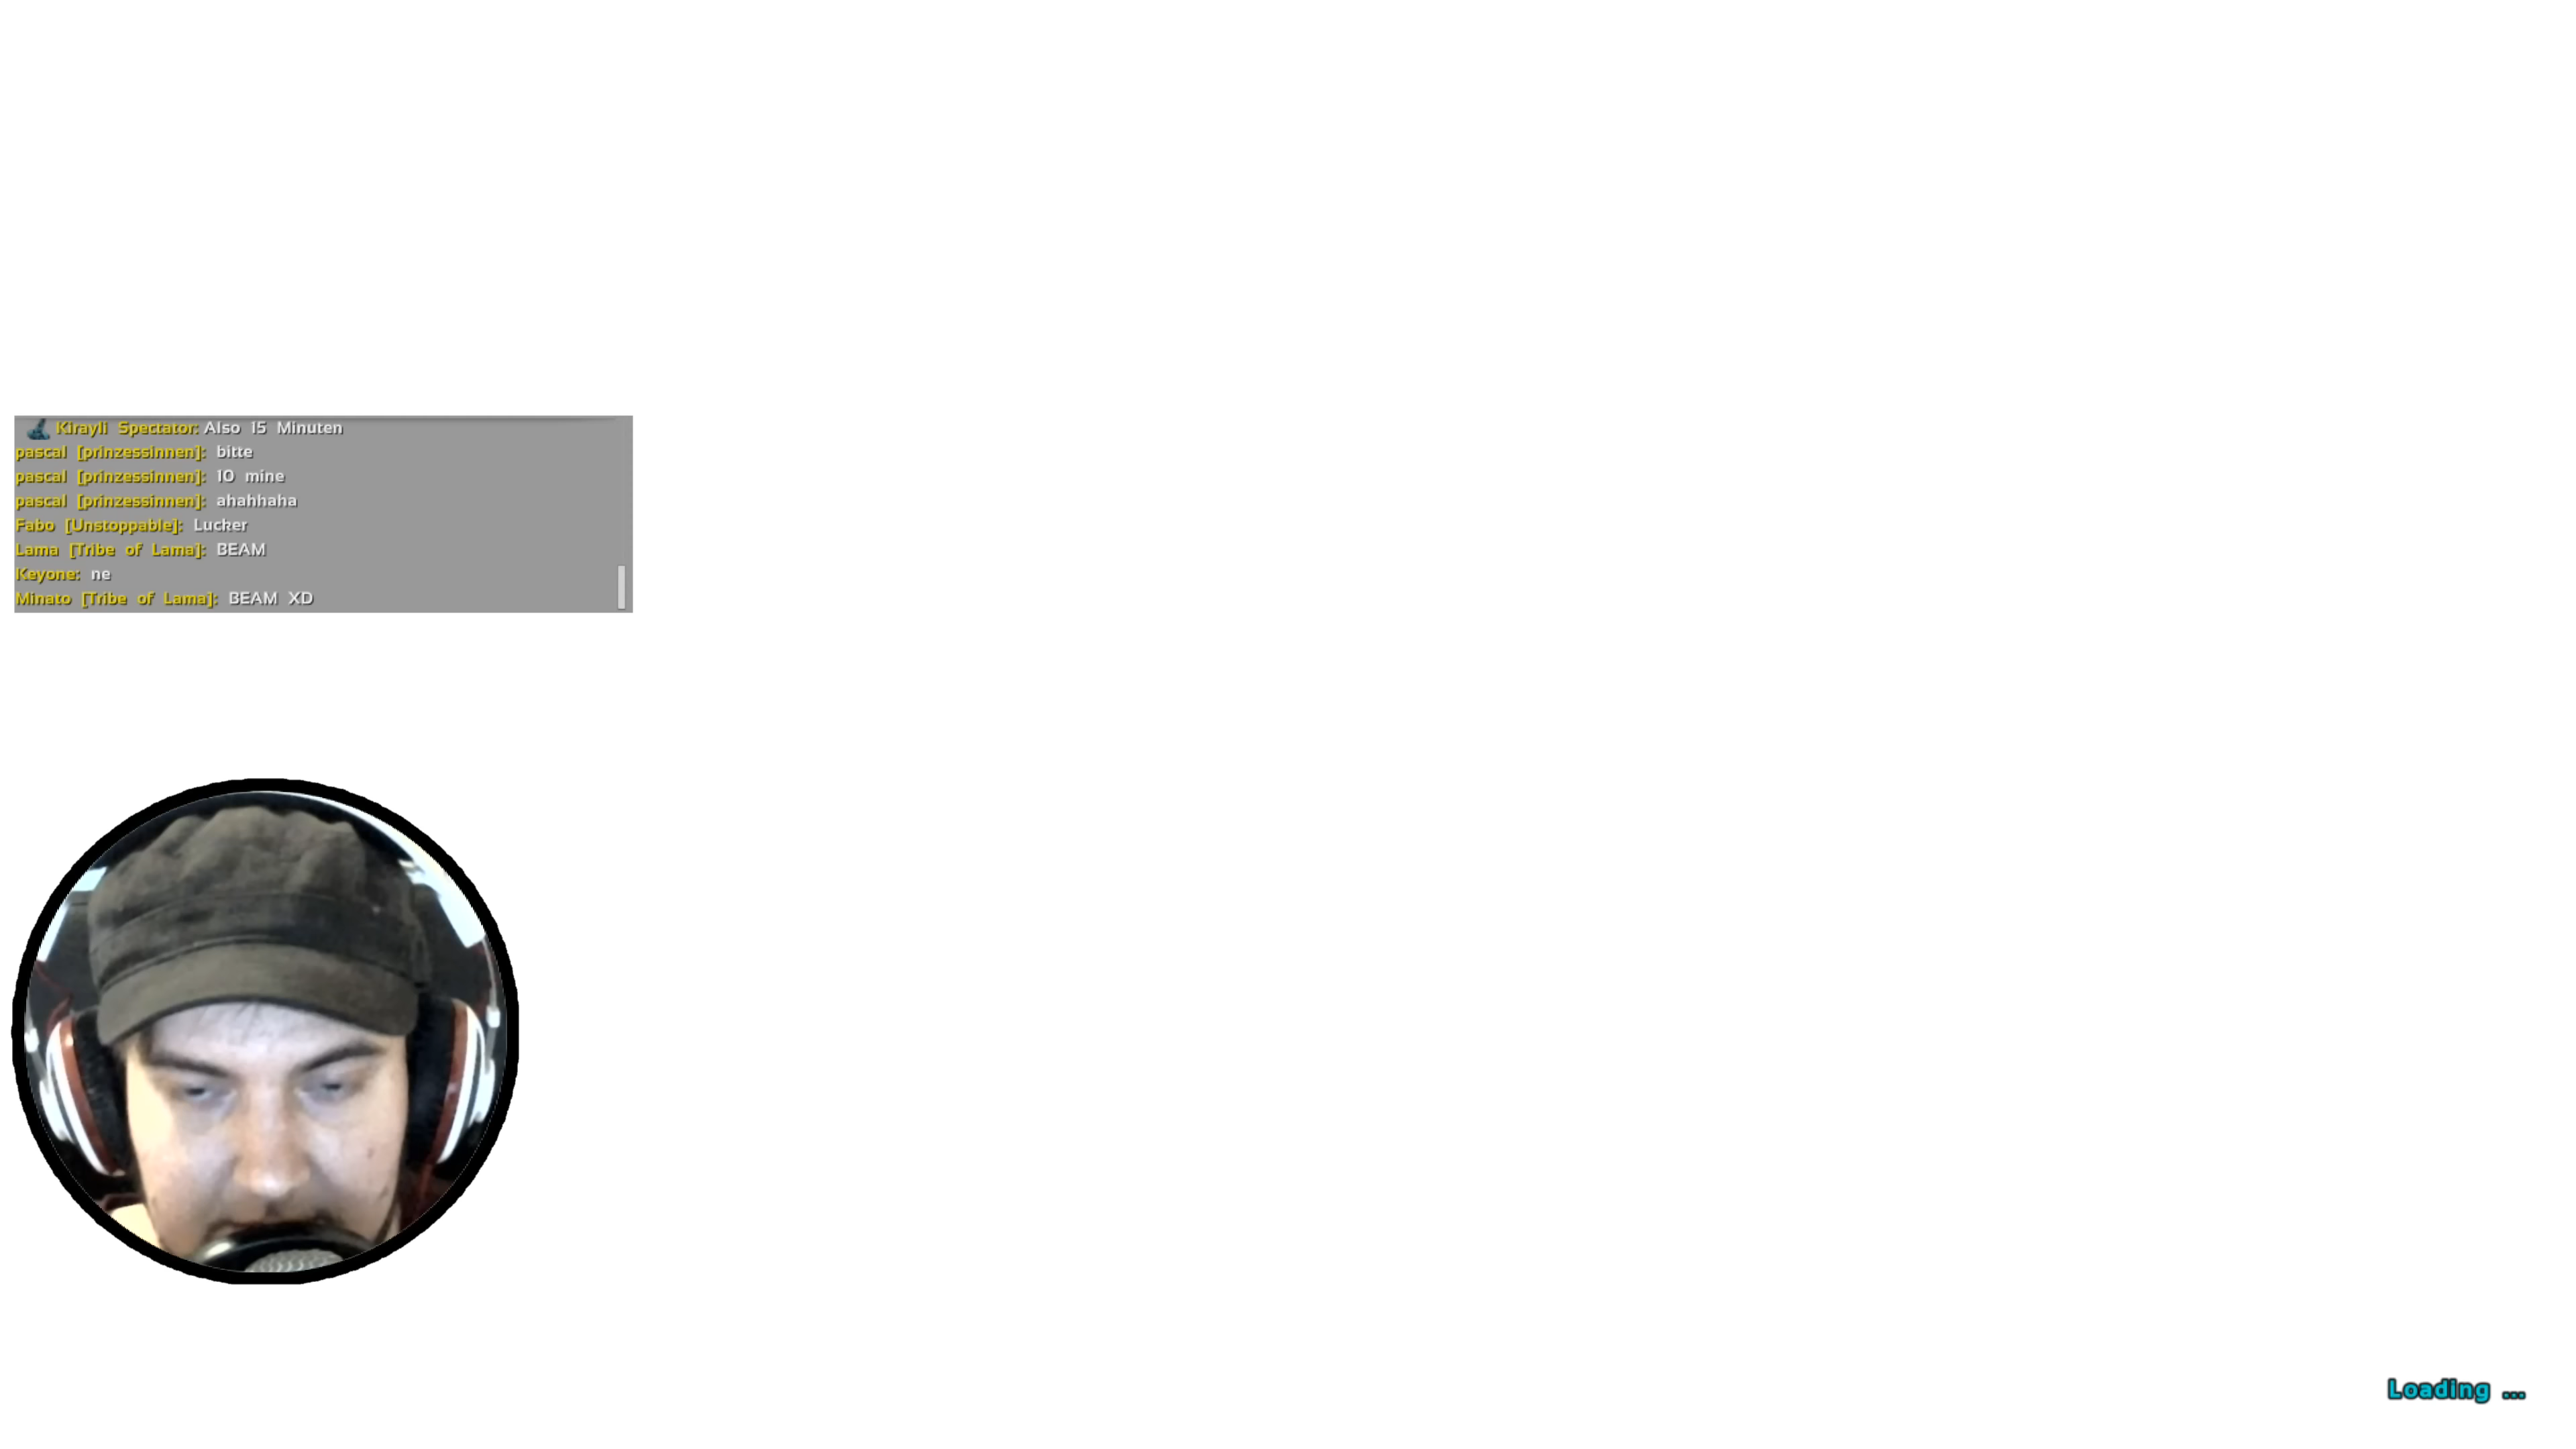 Kirayli Spectator: Also 15 Minuten
pascal [prinzessinnen]: bitte
pascal [prinzessinnen]: 10 mine
pascal [prinzessinnen]: ahahhaha
Fabo [Unstoppable]: Lucker
Lama [Tribe of Lama]: BEAM
Keyone: ne
Minato [Tribe of Lama]: BEAM XD
Loading ...